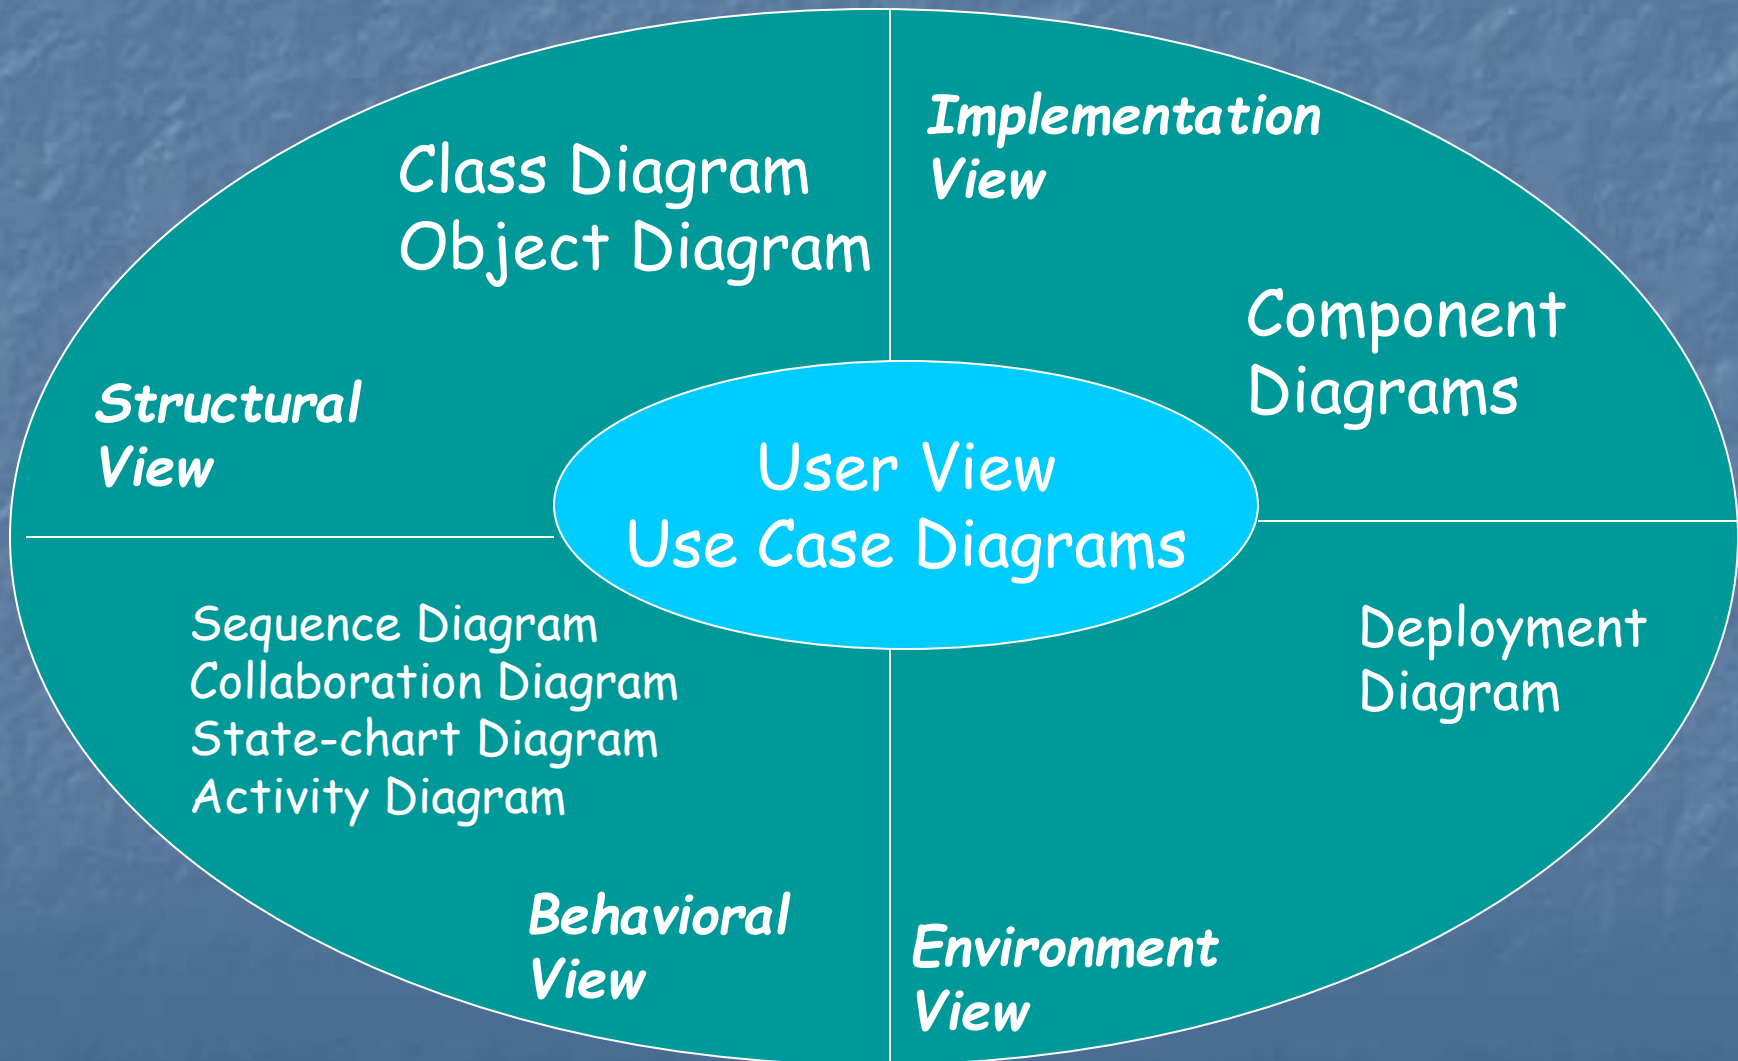 Class Diagram
Object Diagram
Structural
View
Implementation
View
Component
Diagrams
User View
Use Case Diagrams
Sequence Diagram
Collaboration Diagram
State-chart Diagram
Activity Diagram
Behavioral
View
Deployment
Diagram
Environment
View